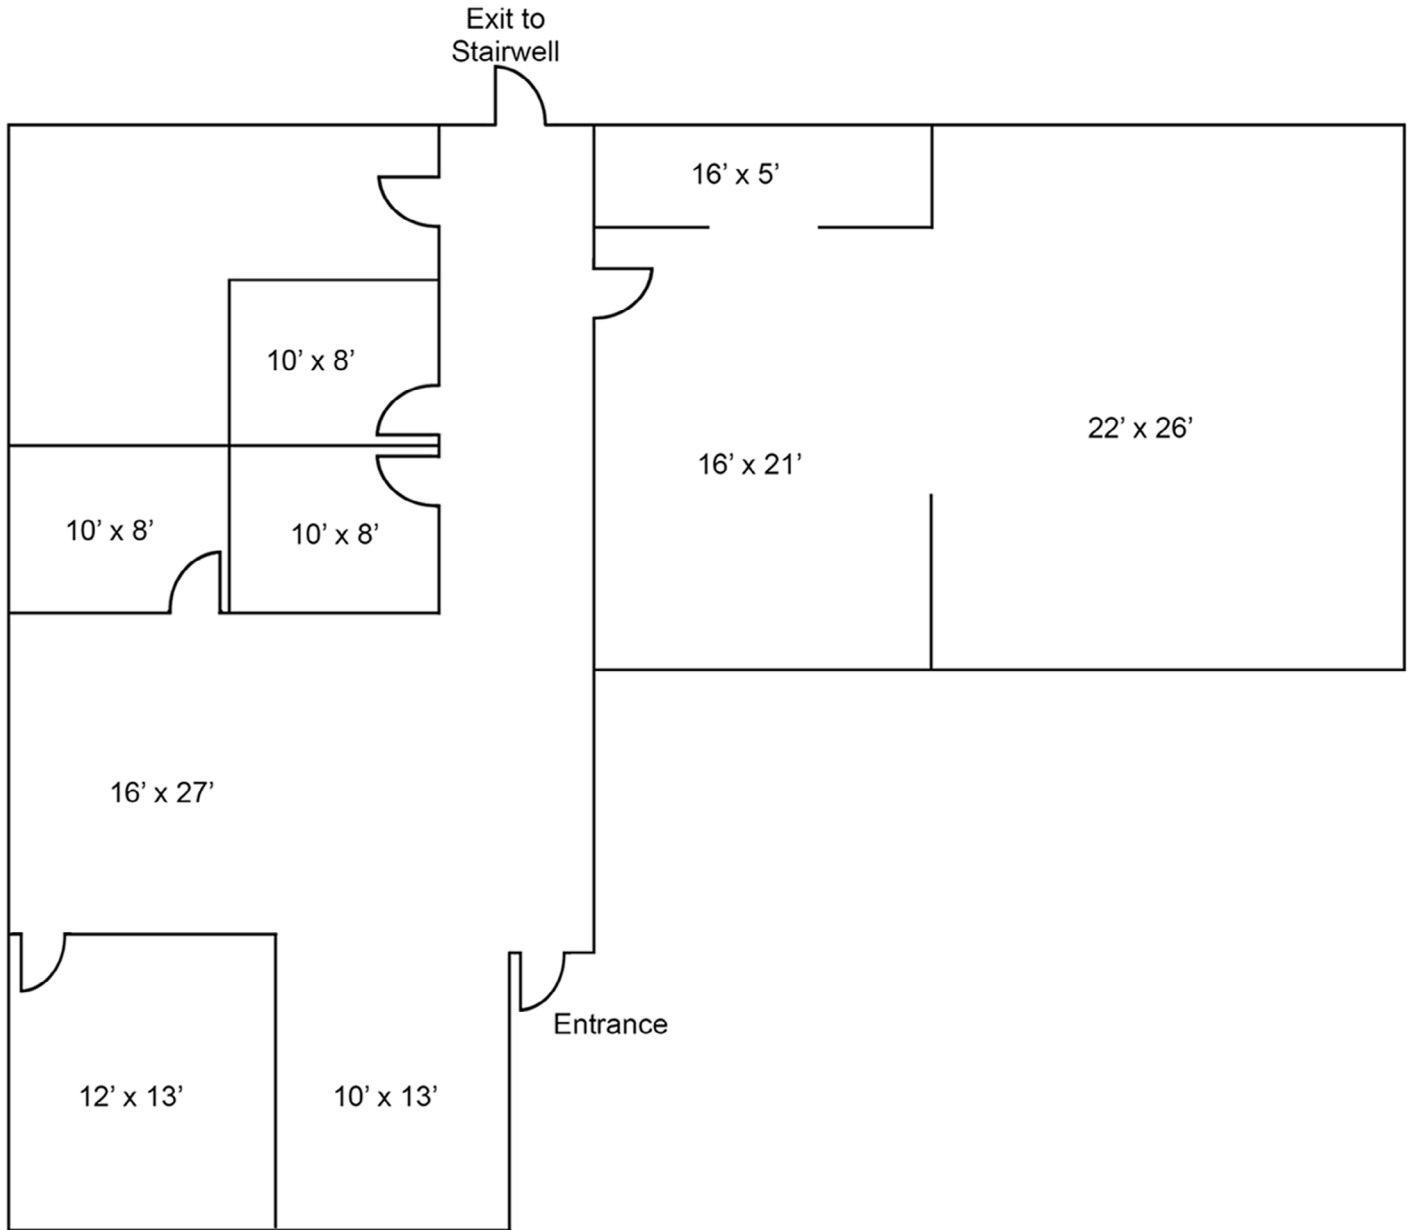 Exit to
Stairwell
16’ x 5’
10’ x 8’
22’ x 26’
16’ x 21’
10’ x 8’
10’ x 8’
16’ x 27’
Entrance
12’ x 13’
10’ x 13’